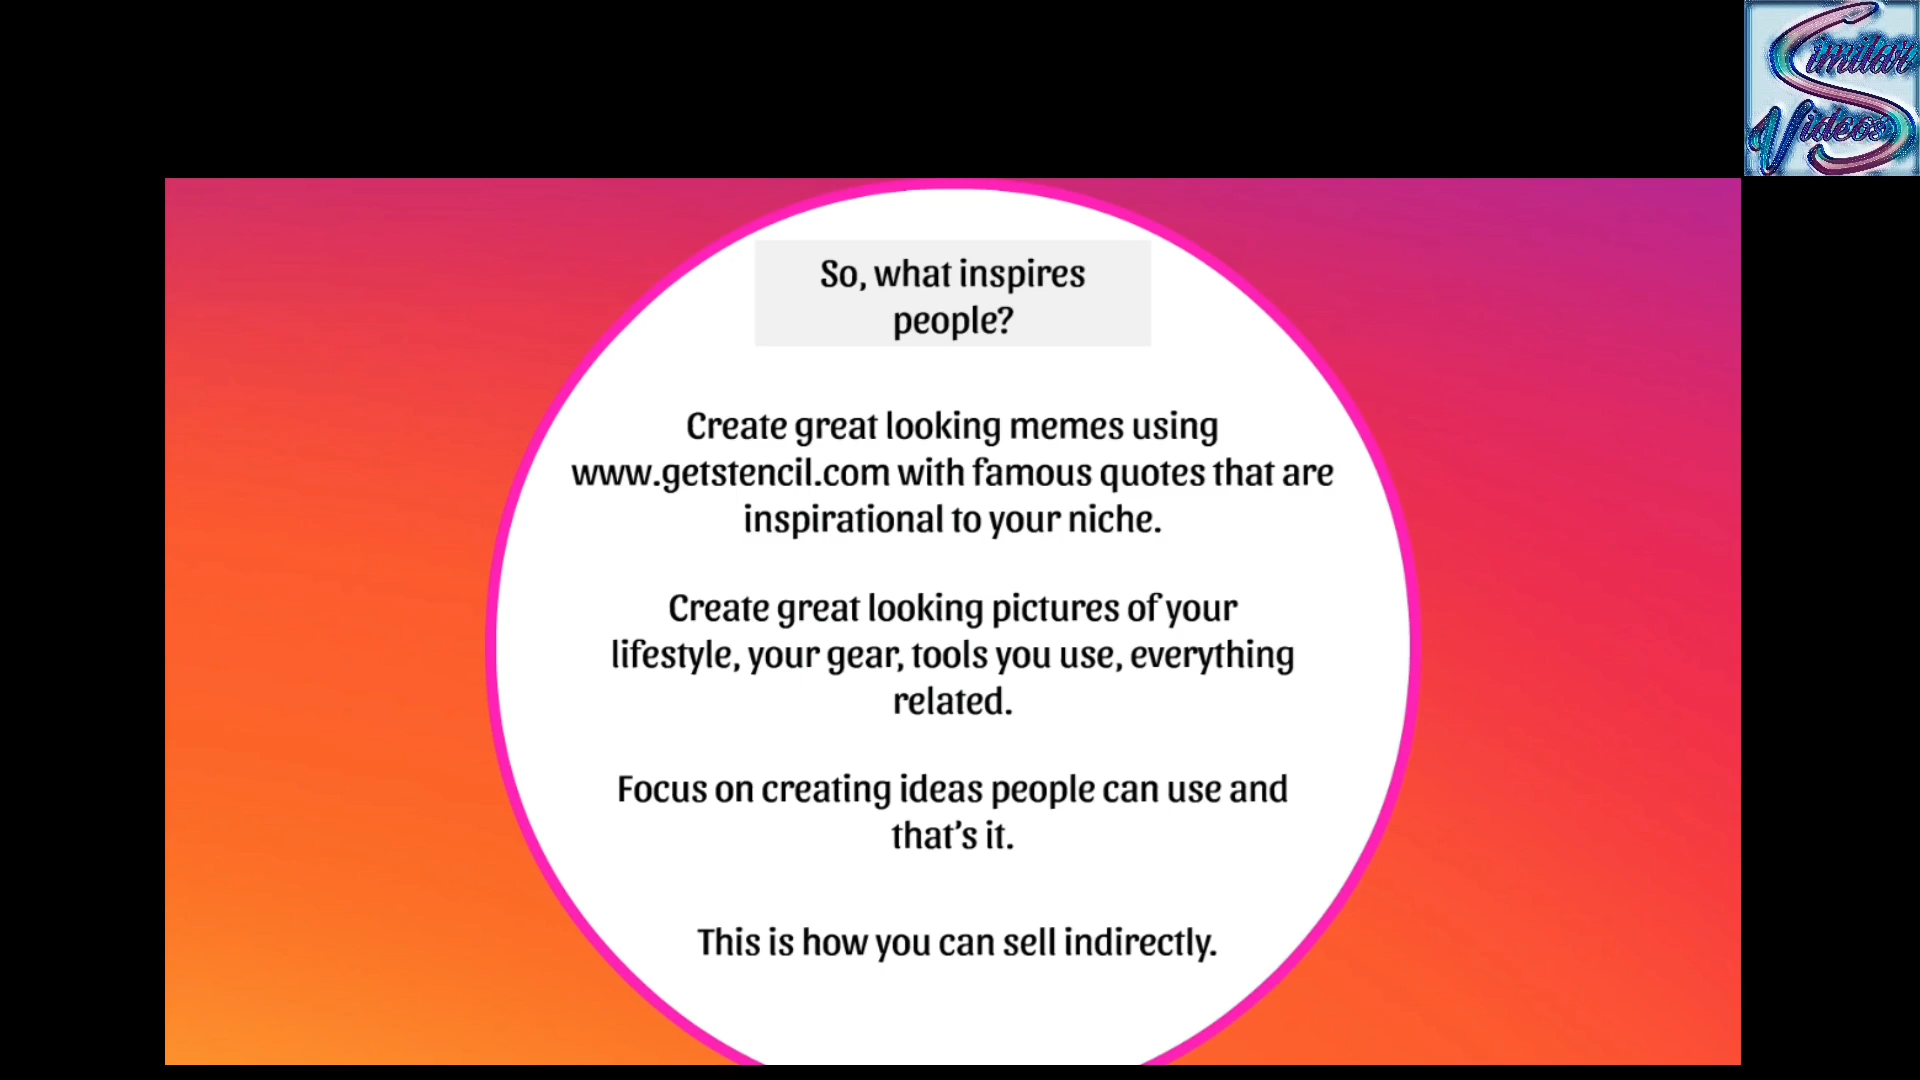 Similar
Videos
So, what inspires
people?
Create great looking memes using
www.getstencil.com with famous quotes that are
inspirational to your niche.
Create great looking pictures of your
lifestyle, your gear, tools you use, everything
related.
Focus on creating ideas people can use and
that’s it.
This is how you can sell indirectly.